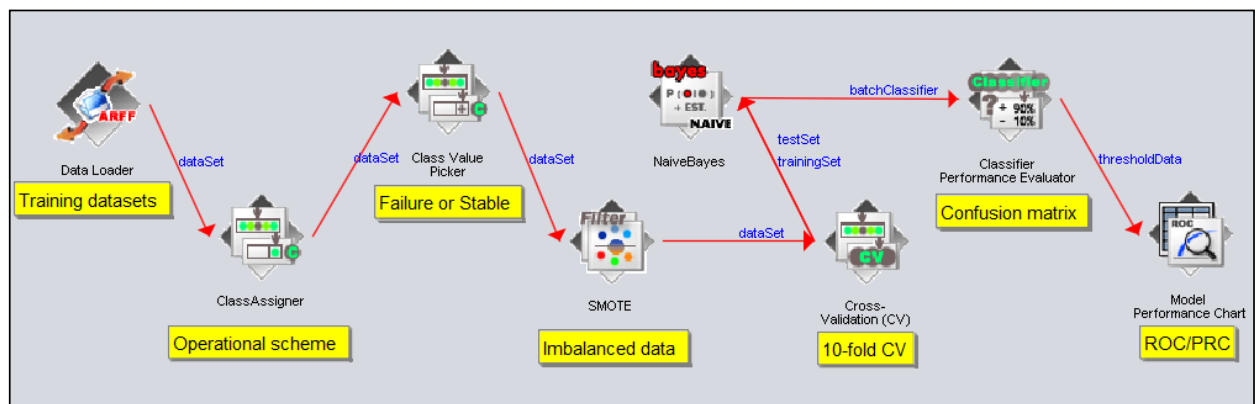 ARFF
Data Loader
Training datasets
dataSet
C
ClassAssigner
Operational scheme
dataSet
C
Class Value
Picker
Failure or Stable
dataSet
Filter
SMOTE
Imbalanced data
dataSet
CV
Cross-
Validation (CV)
10-fold CV
testSet
trainingSet
bayes
P ( | )
+ EST.
NAIVE
NaiveBayes
batchClassifier
Classifier
? + 90%
- 10%
Classifier
Performance Evaluator
Confusion matrix
thresholdData
ROC
Model
Performance Chart
ROC/PRC